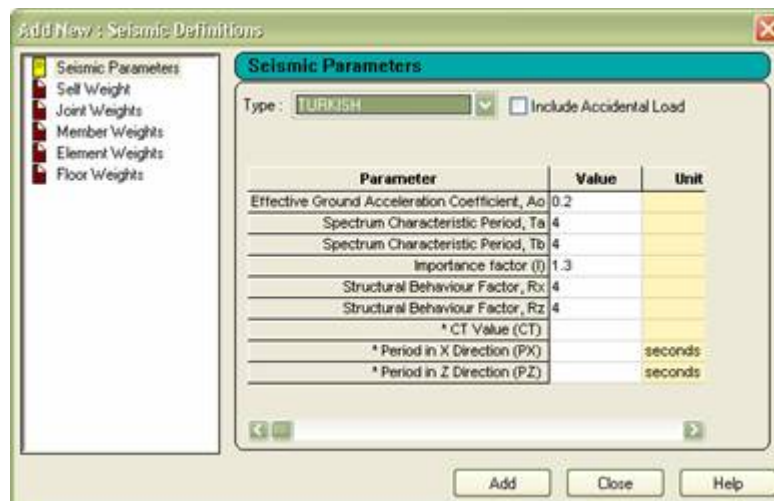 Add New : Seismic Definitions
Seismic Parameters
Self Weight
Joint Weights
Member Weights
Element Weights
Floor Weights
Seismic Parameters
Type : TURKISH Include Accidental Load
Parameter Value Unit
Effective Ground Acceleration Coefficient, Ao 0.2
Spectrum Characteristic Period, Ta 4
Spectrum Characteristic Period, Tb 4
Importance factor (I) 1.3
Structural Behaviour Factor, Rx 4
Structural Behaviour Factor, Rz 4
* CT Value (CT)
* Period in X Direction (PX) seconds
* Period in Z Direction (PZ) seconds
Add Close Help